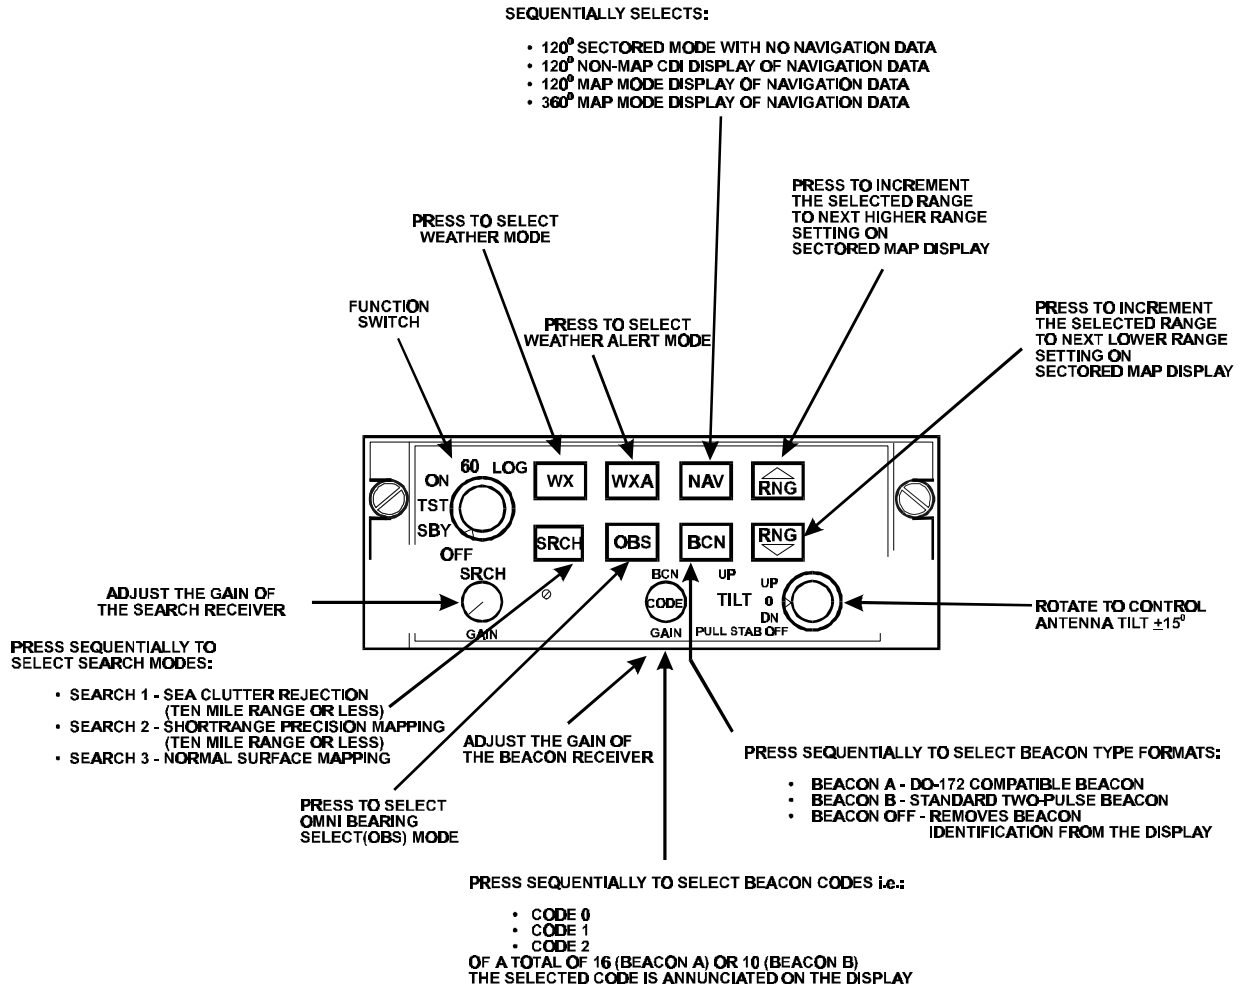 SEQUENTIALLY SELECTS:
• 120⁰ SECTORED MODE WITH NO NAVIGATION DATA
• 120⁰ NON-MAP CDI DISPLAY OF NAVIGATION DATA
• 120⁰ MAP MODE DISPLAY OF NAVIGATION DATA
• 360⁰ MAP MODE DISPLAY OF NAVIGATION DATA
PRESS TO INCREMENT
THE SELECTED RANGE
TO NEXT HIGHER RANGE
SETTING ON
SECTORED MAP DISPLAY
PRESS TO SELECT
WEATHER MODE
FUNCTION
SWITCH
PRESS TO SELECT
WEATHER ALERT MODE
PRESS TO INCREMENT
THE SELECTED RANGE
TO NEXT LOWER RANGE
SETTING ON
SECTORED MAP DISPLAY
60 LOG
ON
TST
SBY
OFF
WX
WXA
NAV
RNG
SRCH
OBS
BCN
RNG
SRCH
GAIN
BCN
CODE
GAIN
UP
TILT
UP
0
DN
PULL STAB OFF
ADJUST THE GAIN OF
THE SEARCH RECEIVER
ROTATE TO CONTROL
ANTENNA TILT ±15⁰
PRESS SEQUENTIALLY TO
SELECT SEARCH MODES:
• SEARCH 1 - SEA CLUTTER REJECTION
(TEN MILE RANGE OR LESS)
• SEARCH 2 - SHORTRANGE PRECISION MAPPING
(TEN MILE RANGE OR LESS)
• SEARCH 3 - NORMAL SURFACE MAPPING
ADJUST THE GAIN OF
THE BEACON RECEIVER
PRESS SEQUENTIALLY TO SELECT BEACON TYPE FORMATS:
• BEACON A - DO-172 COMPATIBLE BEACON
• BEACON B - STANDARD TWO-PULSE BEACON
• BEACON OFF - REMOVES BEACON
IDENTIFICATION FROM THE DISPLAY
PRESS TO SELECT
OMNI BEARING
SELECT(OBS) MODE
PRESS SEQUENTIALLY TO SELECT BEACON CODES i.e.:
• CODE 0
• CODE 1
• CODE 2
OF A TOTAL OF 16 (BEACON A) OR 10 (BEACON B)
THE SELECTED CODE IS ANNUNCIATED ON THE DISPLAY